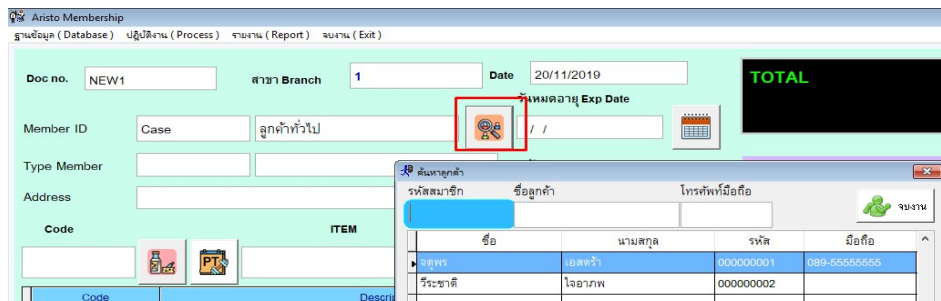 Aristo Membership
ฐานข้อมูล ( Database ) ปฏิบัติงาน ( Process ) รายงาน ( Report ) จบงาน ( Exit )
Doc no. NEW1 สาขา Branch 1 Date 20/11/2019 TOTAL
วันหมดอายุ Exp Date
Member ID Case ลูกค้าทั่วไป / /
Type Member
ค้นหาลูกค้า
Address รหัสสมาชิก ชื่อลูกค้า โทรศัพท์มือถือ
จบงาน
Code ITEM
ชื่อ นามสกุล รหัส มือถือ
PT
จตุพร เอสตร้า 000000001 089-55555555
วีระชาติ ใจอาภพ 000000002
Code